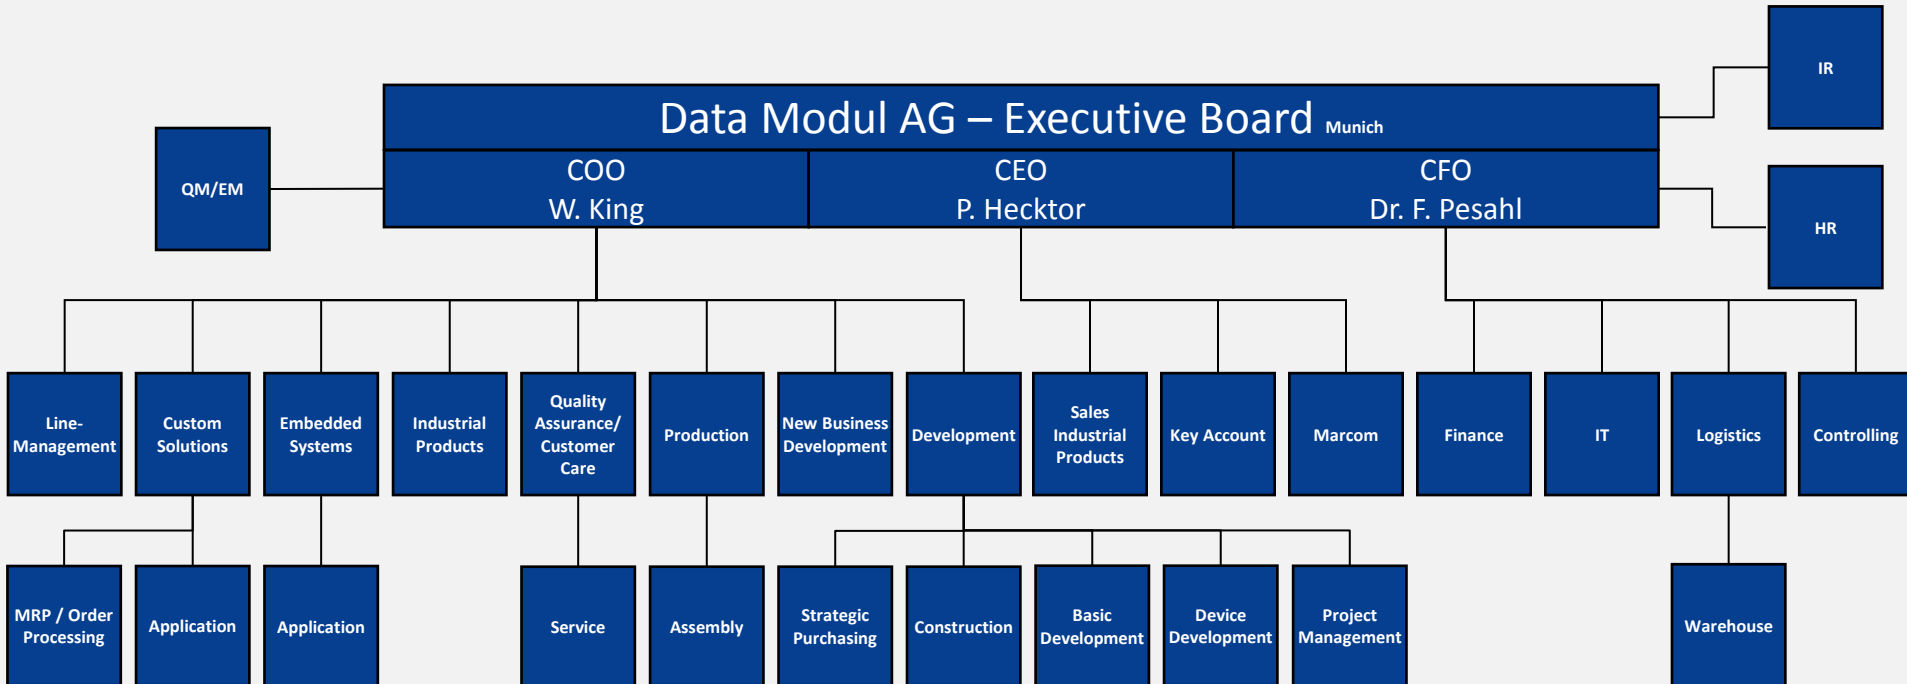 IR
Data Modul AG – Executive Board Munich
QM/EM
COO
W. King
CEO
P. Hecktor
CFO
Dr. F. Pesahl
HR
Line-
Management
Custom
Solutions
Embedded
Systems
Industrial
Products
Quality
Assurance/
Customer
Care
Production
New Business
Development
Development
Sales
Industrial
Products
Key Account
Marcom
Finance
IT
Logistics
Controlling
MRP / Order
Processing
Application
Application
Service
Assembly
Strategic
Purchasing
Construction
Basic
Development
Device
Development
Project
Management
Warehouse